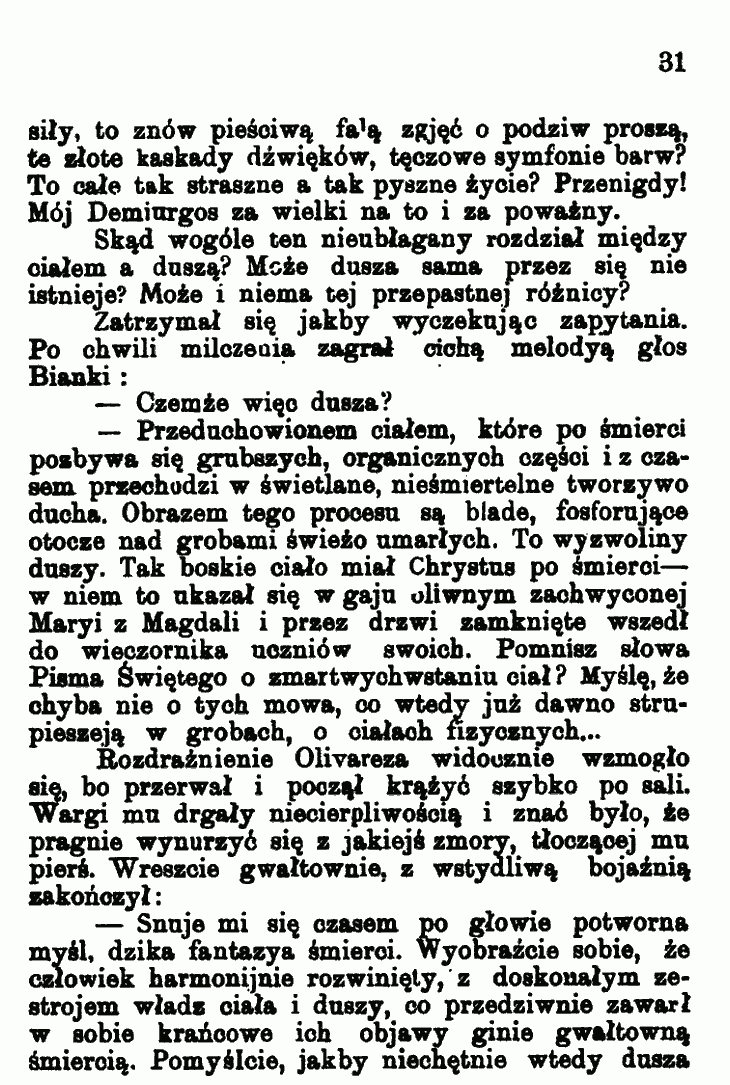 31
siły, to znów pieściwą falą zgjęć o podziw proszą,
te złote kaskady dźwięków, tęczowe symfonie barw?
To całe tak straszne a tak pyszne życie? Przenigdy!
Mój Demiurgos za wielki na to i za poważny.
Skąd wogóle ten nieubłagany rozdział między
ciałem a duszą? Może dusza sama przez się nie
istnieje? Może i niema tej przepastnej różnicy?
Zatrzymał się jakby wyczekując zapytania.
Po chwili milczenia zagrał cichą melodyą głos
Bianki :
— Czemże więc dusza?
— Przeduchowionem ciałem, które po śmierci
pozbywa się grubszych, organicznych części i z cza-
sem przechodzi w świetlane, nieśmiertelne tworzywo
ducha. Obrazem tego procesu są blade, fosforujące
otocze nad grobami świeżo umarłych. To wyzwoliny
duszy. Tak boskie ciało miał Chrystus po śmierci—
w niem to ukazał się w gaju oliwnym zachwyconej
Maryi z Magdali i przez drzwi zamknięte wszedł
do wieczornika uczniów swoich. Pomnisz słowa
Pisma Świętego o zmartwychwstaniu ciał? Myślę, że
chyba nie o tych mowa, co wtedy już dawno stru-
pieszeją w grobach, o ciałach fizycznych...
Rozdrażnienie Olivareza widocznie wzmogło
się, bo przerwał i począł krążyć szybko po sali.
Wargi mu drgały niecierpliwością i znać było, że
pragnie wynurzyć się z jakiejś zmory, tłoczącej mu
pierś. Wreszcie gwałtownie, z wstydliwą bojaźnią
zakończył:
— Snuje mi się czasem po głowie potworna
myśl, dzika fantazya śmierci. Wyobraźcie sobie, że
człowiek harmonijnie rozwinięty, z doskonałym ze-
strojem władz ciała i duszy, co przedziwnie zawarł
w sobie krańcowe ich objawy ginie gwałtowną
śmiercią. Pomyślcie, jakby niechętnie wtedy dusza